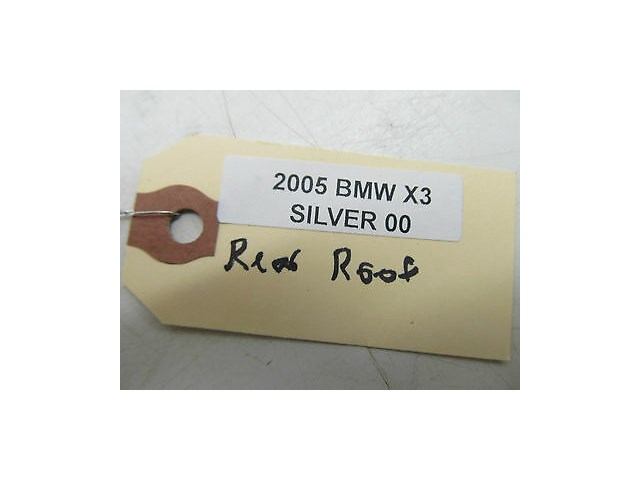 2005 BMW X3
SILVER 00
Rear Roof